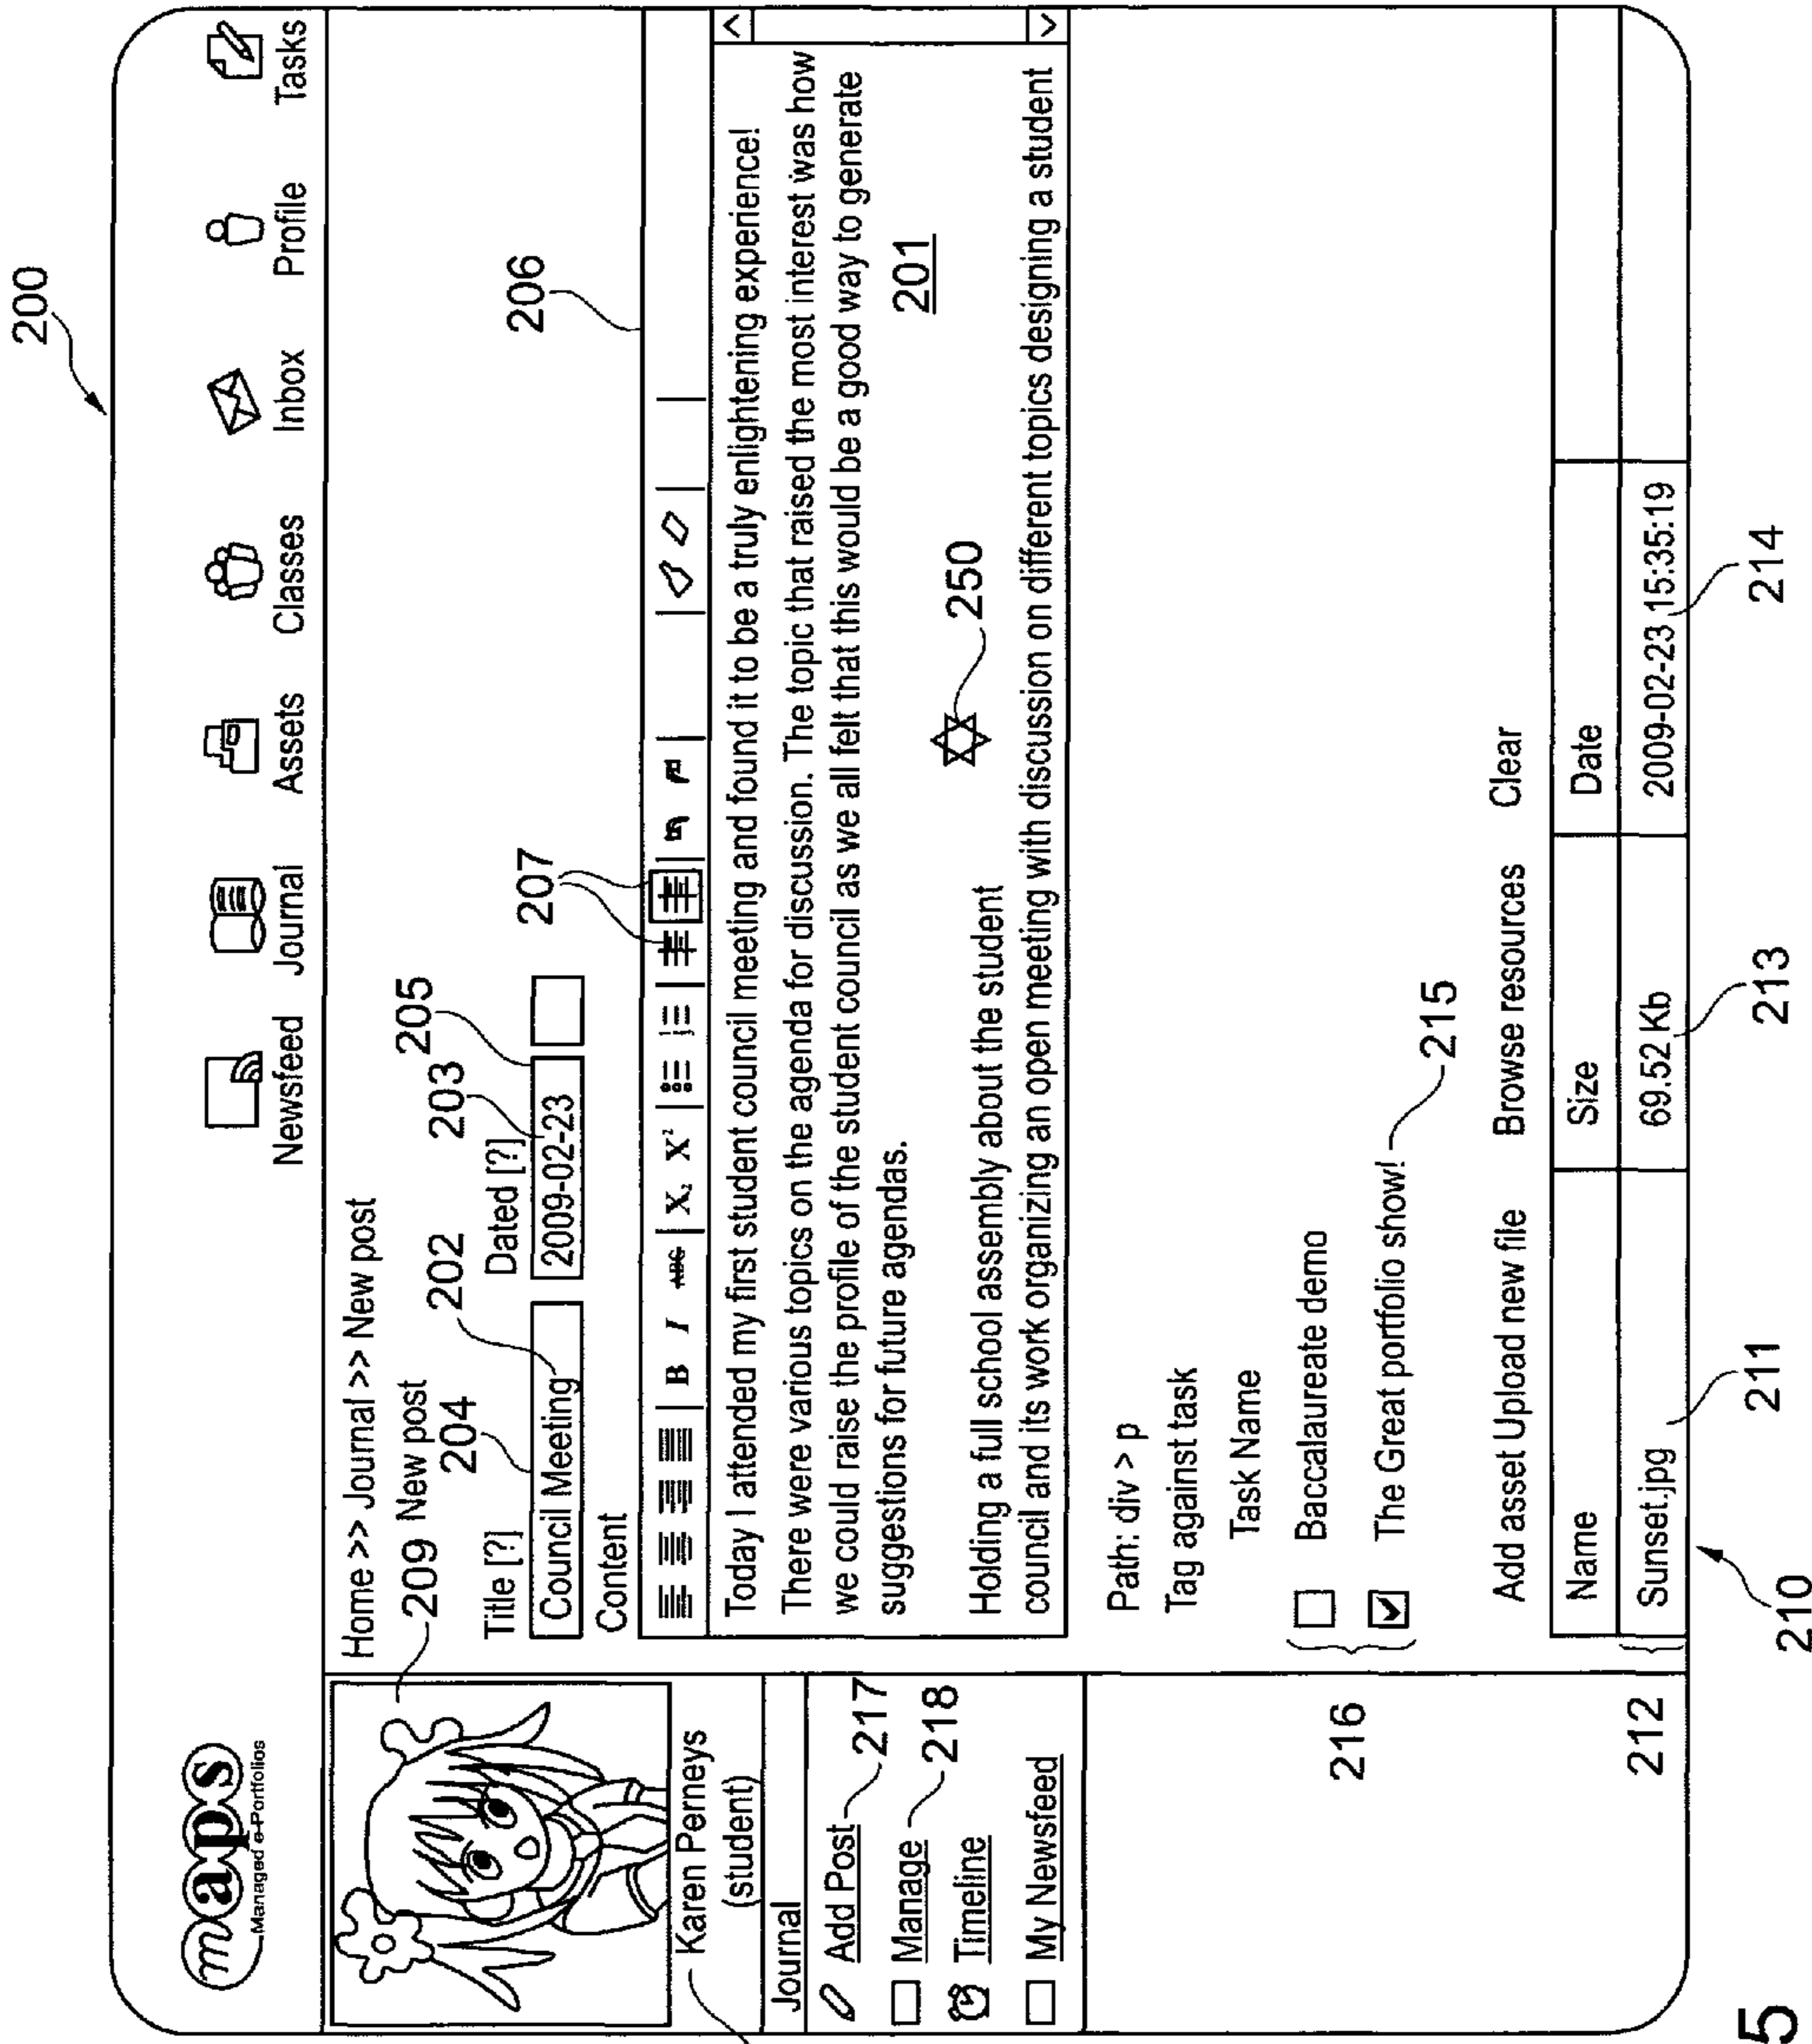 200
maps
Managed e-Portfolios
Newsfeed Journal Assets Classes Inbox Profile Tasks
Home >> Journal >> New post
209 New post
204 202 203 205
Title [?] Dated [?]
Council Meeting 2009-02-23
207 206
Content
B I ABC X₂ X²
Today I attended my first student council meeting and found it to be a truly enlightening experience!
There were various topics on the agenda for discussion. The topic that raised the most interest was how
we could raise the profile of the student council as we all felt that this would be a good way to generate
suggestions for future agendas.
250 201
Holding a full school assembly about the student
council and its work organizing an open meeting with discussion on different topics designing a student
Karen Perneys
(student)
Journal
Add Post 217
Manage 218
Timeline
My Newsfeed
Path: div > p
Tag against task
Task Name
Baccalaureate demo
216
The Great portfolio show! 215
Add asset Upload new file Browse resources Clear
Name Size Date
212 Sunset.jpg 69.52 Kb 2009-02-23 15:35:19
210 211 213 214
5